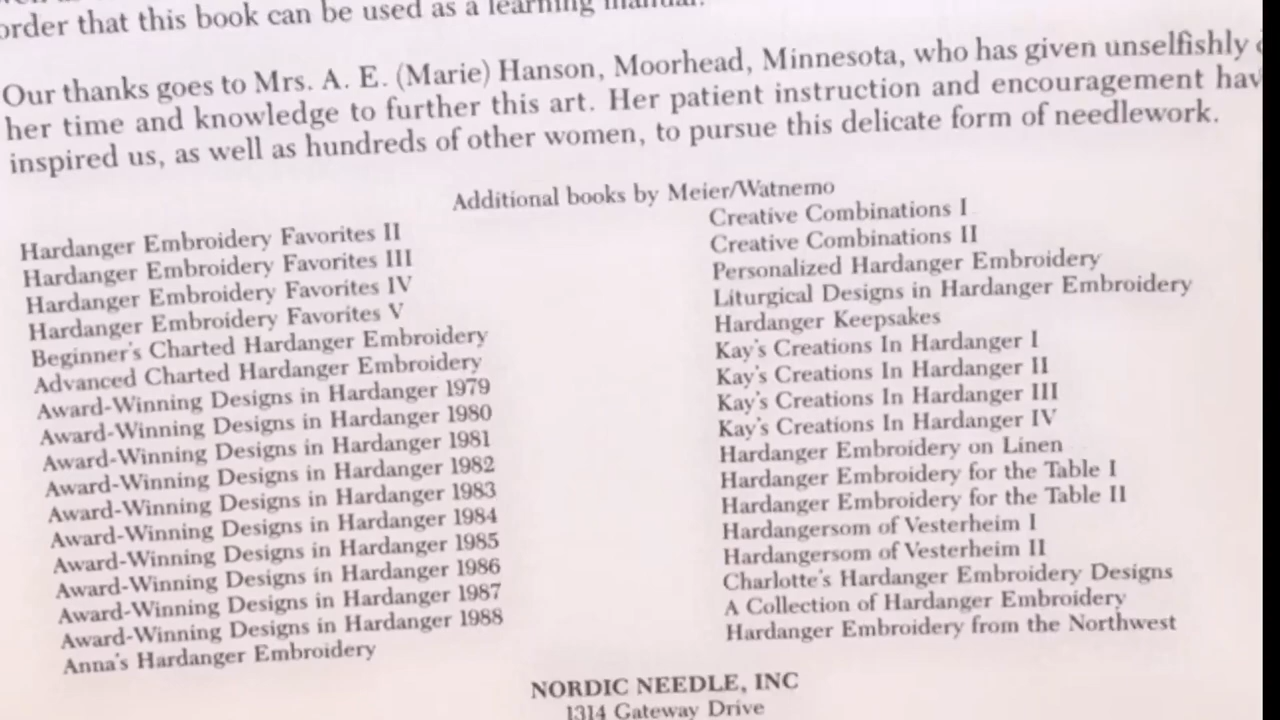 order that this book can be used as a learning manual.
Our thanks goes to Mrs. A. E. (Marie) Hanson, Moorhead, Minnesota, who has given unselfishly
her time and knowledge to further this art. Her patient instruction and encouragement hav
inspired us, as well as hundreds of other women, to pursue this delicate form of needlework.
Additional books by Meier/Watnemo
Hardanger Embroidery Favorites II
Hardanger Embroidery Favorites III
Hardanger Embroidery Favorites IV
Hardanger Embroidery Favorites V
Beginner's Charted Hardanger Embroidery
Advanced Charted Hardanger Embroidery
Award-Winning Designs in Hardanger 1979
Award-Winning Designs in Hardanger 1980
Award-Winning Designs in Hardanger 1981
Award-Winning Designs in Hardanger 1982
Award-Winning Designs in Hardanger 1983
Award-Winning Designs in Hardanger 1984
Award-Winning Designs in Hardanger 1985
Award-Winning Designs in Hardanger 1986
Award-Winning Designs in Hardanger 1987
Award-Winning Designs in Hardanger 1988
Anna's Hardanger Embroidery
Creative Combinations I
Creative Combinations II
Personalized Hardanger Embroidery
Liturgical Designs in Hardanger Embroidery
Hardanger Keepsakes
Kay's Creations In Hardanger I
Kay's Creations In Hardanger II
Kay's Creations In Hardanger III
Kay's Creations In Hardanger IV
Hardanger Embroidery on Linen
Hardanger Embroidery for the Table I
Hardanger Embroidery for the Table II
Hardangersom of Vesterheim I
Hardangersom of Vesterheim II
Charlotte's Hardanger Embroidery Designs
A Collection of Hardanger Embroidery
Hardanger Embroidery from the Northwest
NORDIC NEEDLE, INC
1314 Gateway Drive